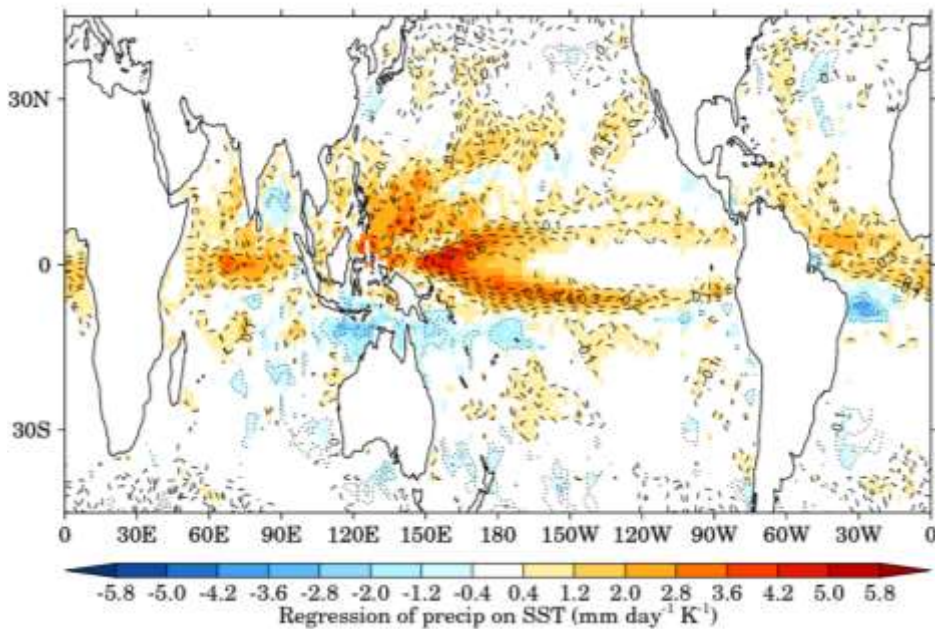 30N
0
30S
0 30E 60E 90E 120E 150E 180 150W 120W 90W 60W 30W 0
-5.8 -5.0 -4.2 -3.6 -2.8 -2.0 -1.2 -0.4 0.4 1.2 2.0 2.8 3.6 4.2 5.0 5.8
Regression of precip on SST (mm day⁻¹ K⁻¹)